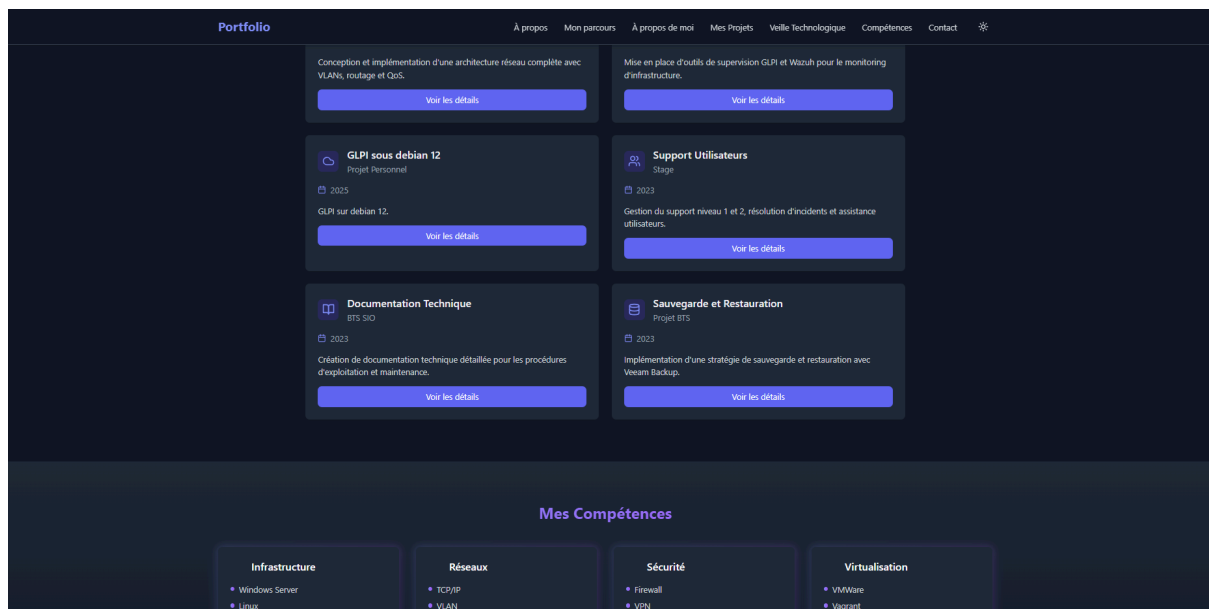 Portfolio
À propos
Mon parcours
À propos de moi
Mes Projets
Veille Technologique
Compétences
Contact
Conception et implémentation d'une architecture réseau complète avec
VLANs, routage et QoS.
Voir les détails
Mise en place d'outils de supervision GLPI et Wazuh pour le monitoring
d'infrastructure.
Voir les détails
GLPI sous debian 12
Projet Personnel
2025
GLPI sur debian 12.
Voir les détails
Support Utilisateurs
Stage
2023
Gestion du support niveau 1 et 2, résolution d'incidents et assistance
utilisateurs.
Voir les détails
Documentation Technique
BTS SIO
2023
Création de documentation technique détaillée pour les procédures
d'exploitation et maintenance.
Voir les détails
Sauvegarde et Restauration
Projet BTS
2023
Implémentation d'une stratégie de sauvegarde et restauration avec
Veeam Backup.
Voir les détails
Mes Compétences
Infrastructure
Windows Server
Linux
Réseaux
TCP/IP
VLAN
Sécurité
Firewall
VPN
Virtualisation
VMWare
Vagrant